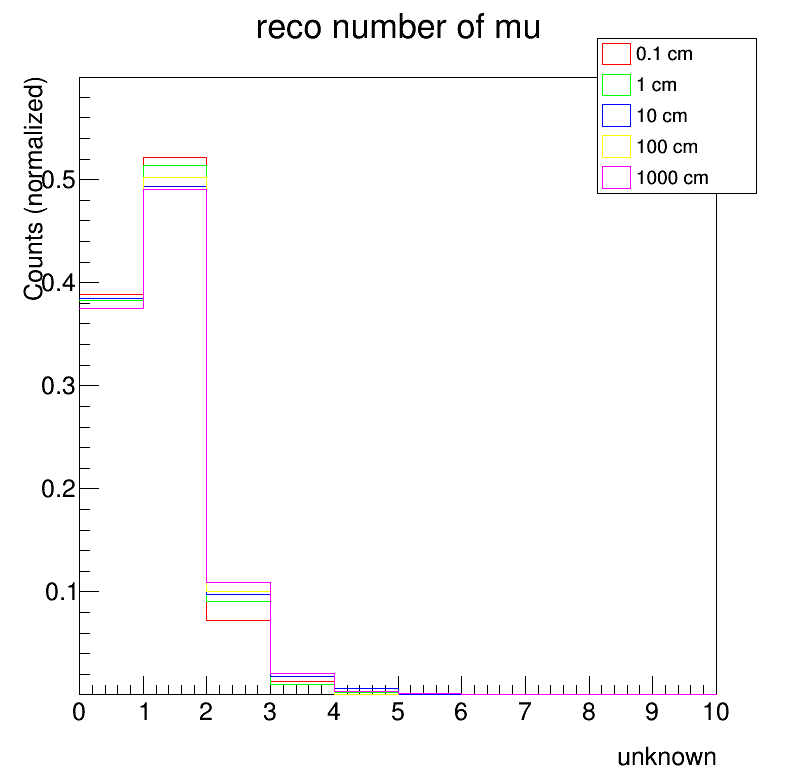 reco number of mu
0.1 cm
1 cm
10 cm
100 cm
1000 cm
Counts (normalized)
0.5
0.4
0.3
0.2
0.1
0 1 2 3 4 5 6 7 8 9 10
unknown